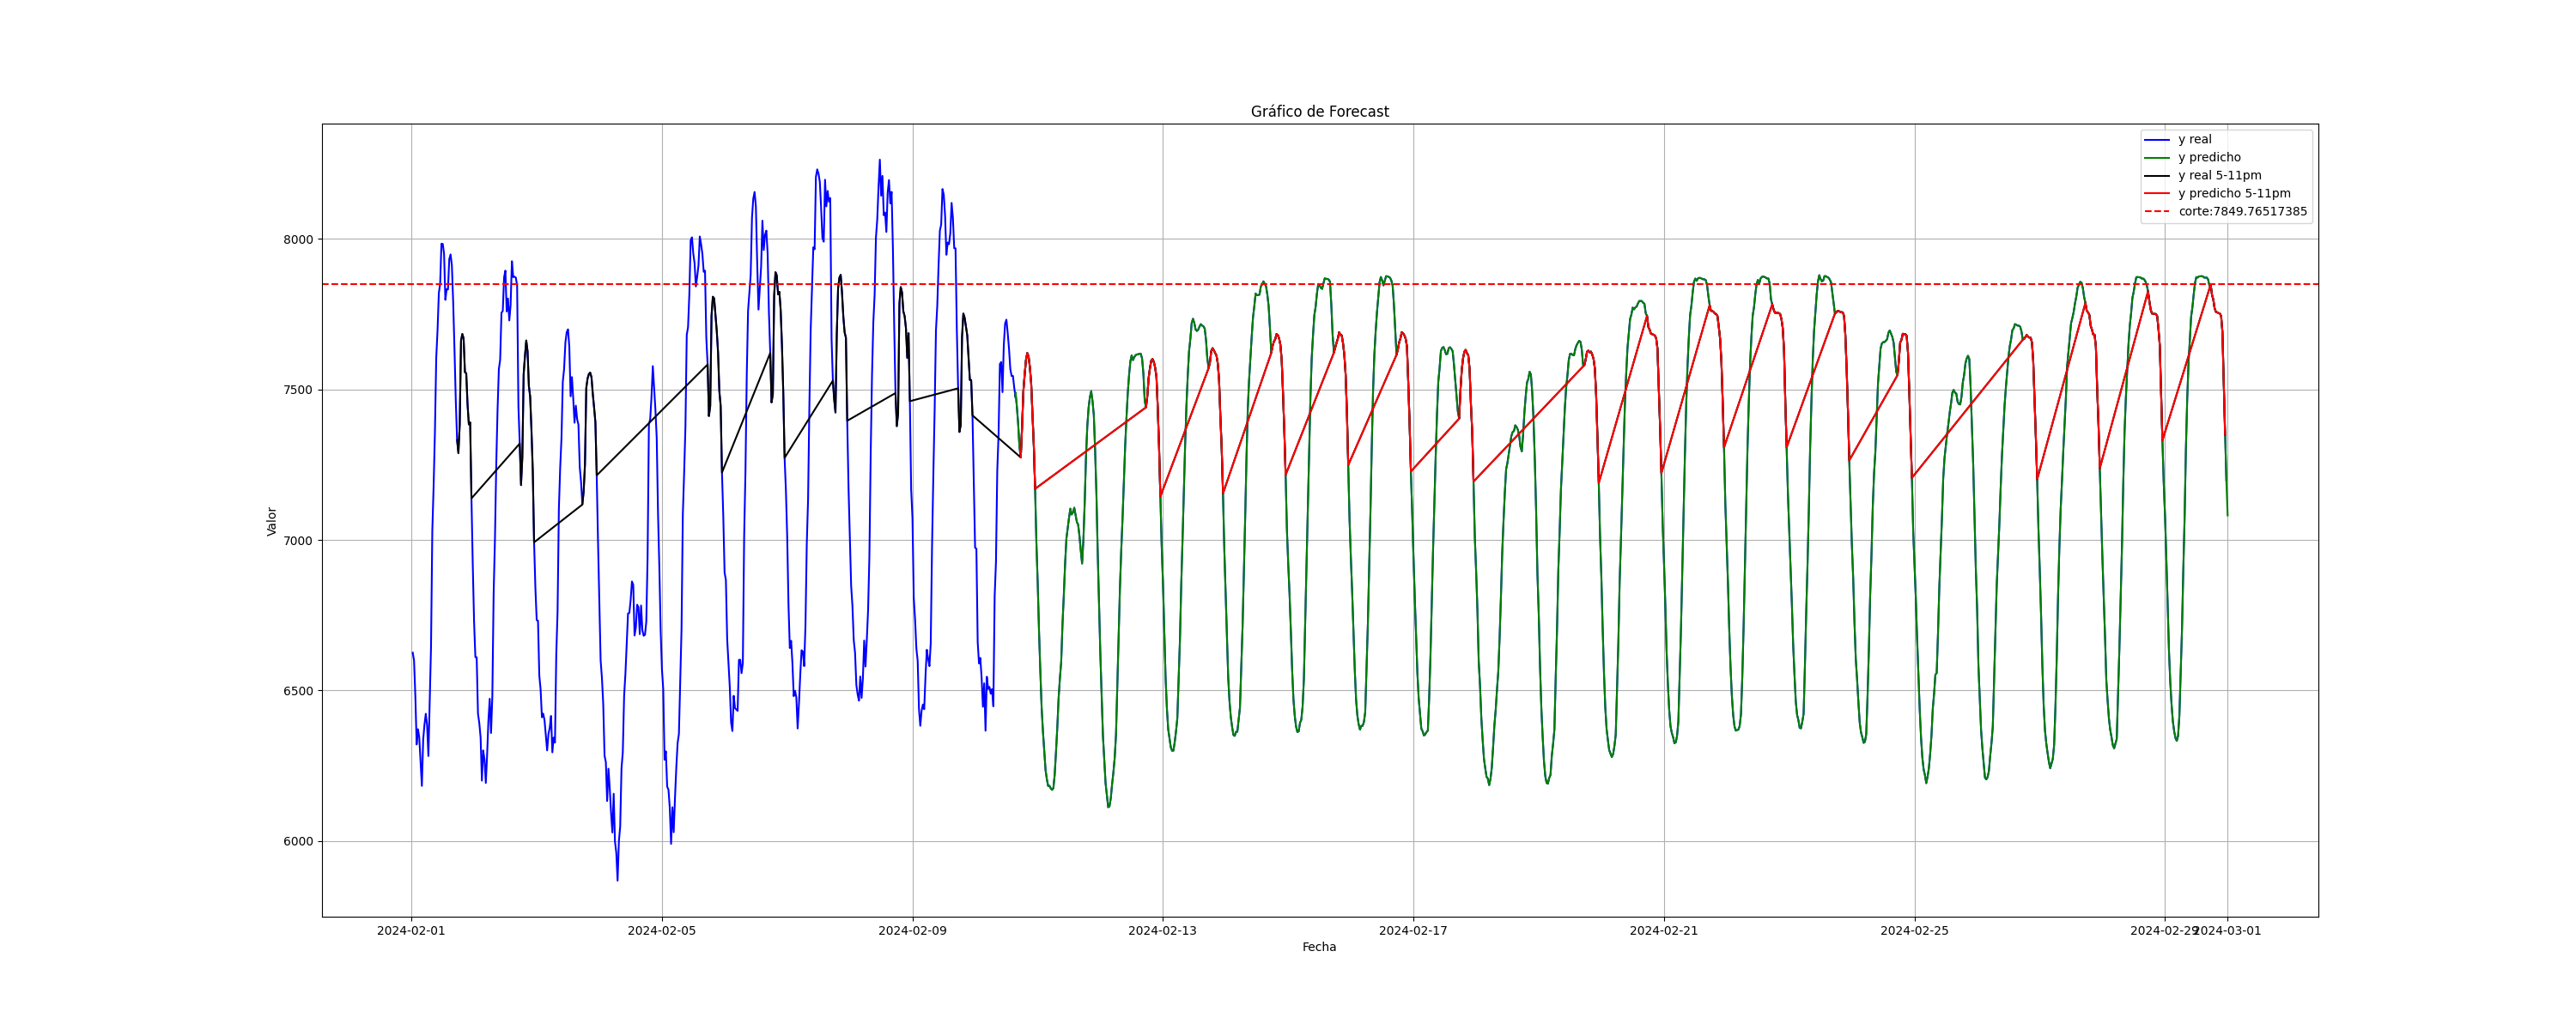 Gráfico de Forecast
y real
y predicho
y real 5-11pm
y predicho 5-11pm
corte:7849.76517385
8000
7500
7000
6500
6000
Valor
2024-02-01
2024-02-05
2024-02-09
2024-02-13
2024-02-17
2024-02-21
2024-02-25
2024-02-29
2024-03-01
Fecha